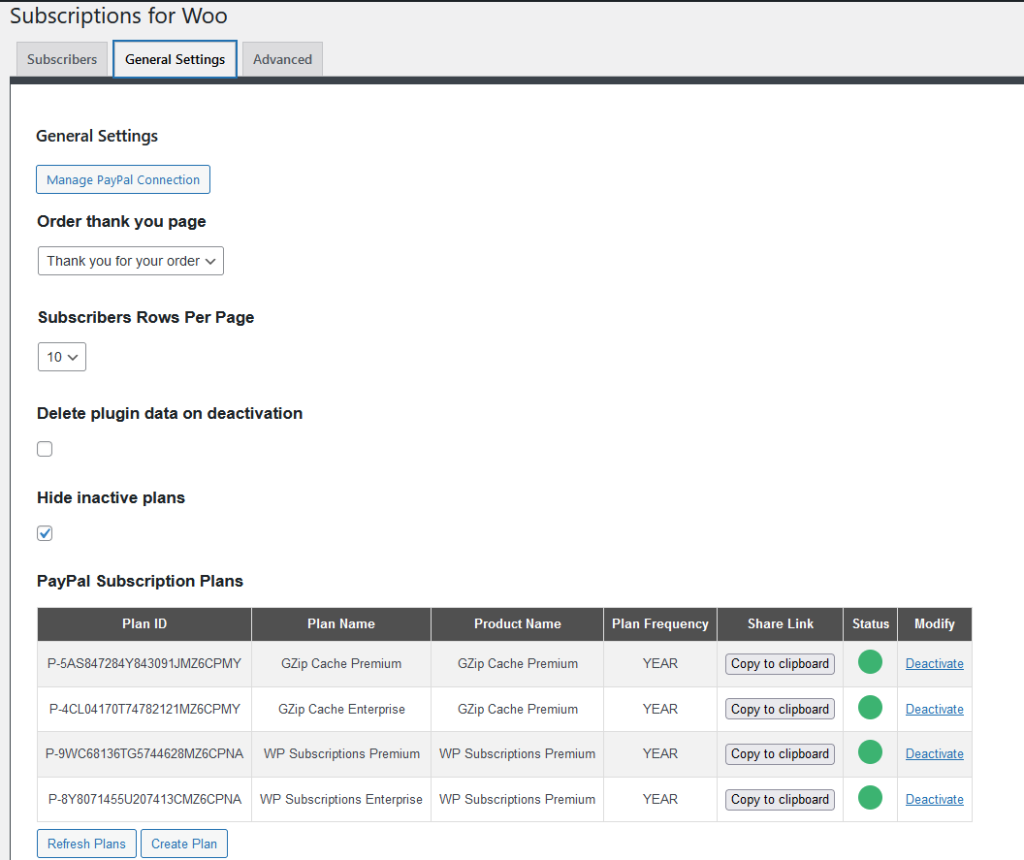 Subscriptions for Woo
Subscribers General Settings Advanced
General Settings
Manage PayPal Connection
Order thank you page
Thank you for your order
Subscribers Rows Per Page
10
Delete plugin data on deactivation
Hide inactive plans
PayPal Subscription Plans
Plan ID Plan Name Product Name Plan Frequency Share Link Status Modify
P-5AS847284Y843091JMZ6CPMY GZip Cache Premium GZip Cache Premium YEAR Copy to clipboard Deactivate
P-4CL04170T74782121MZ6CPMY GZip Cache Enterprise GZip Cache Premium YEAR Copy to clipboard Deactivate
P-9WC68136TG5744628MZ6CPNA WP Subscriptions Premium WP Subscriptions Premium YEAR Copy to clipboard Deactivate
P-8Y8071455U207413CMZ6CPNA WP Subscriptions Enterprise WP Subscriptions Premium YEAR Copy to clipboard Deactivate
Refresh Plans Create Plan